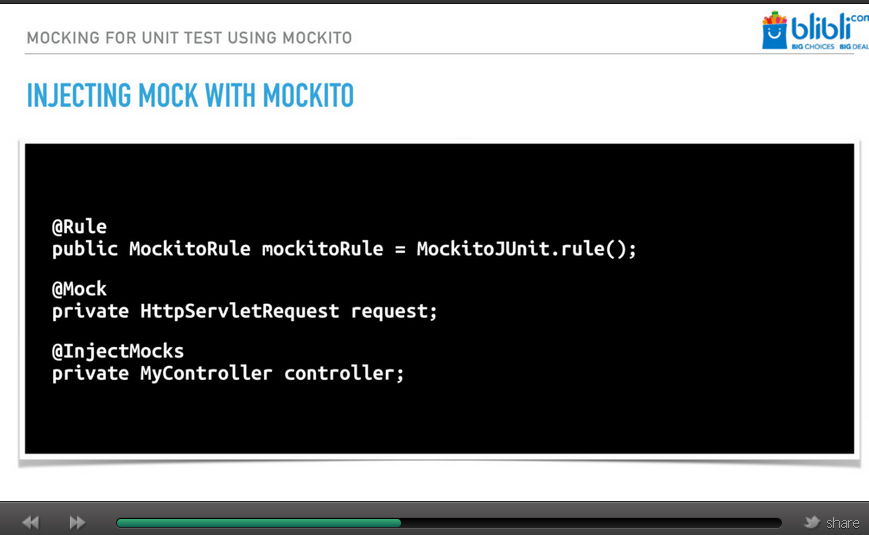 MOCKING FOR UNIT TEST USING MOCKITO
blibli.com
BIG CHOICES BIG DEAL
INJECTING MOCK WITH MOCKITO
@Rule
public MockitoRule mockitoRule = MockitoJUnit.rule();
@Mock
private HttpServletRequest request;
@InjectMocks
private MyController controller;
share